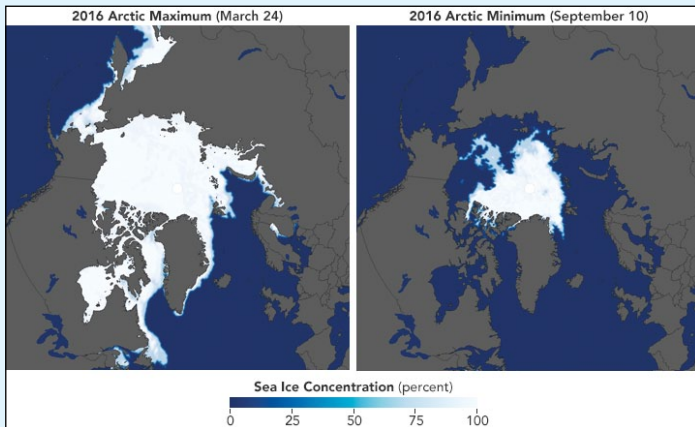 2016 Arctic Maximum (March 24)
2016 Arctic Minimum (September 10)
Sea Ice Concentration (percent)
0 25 50 75 100